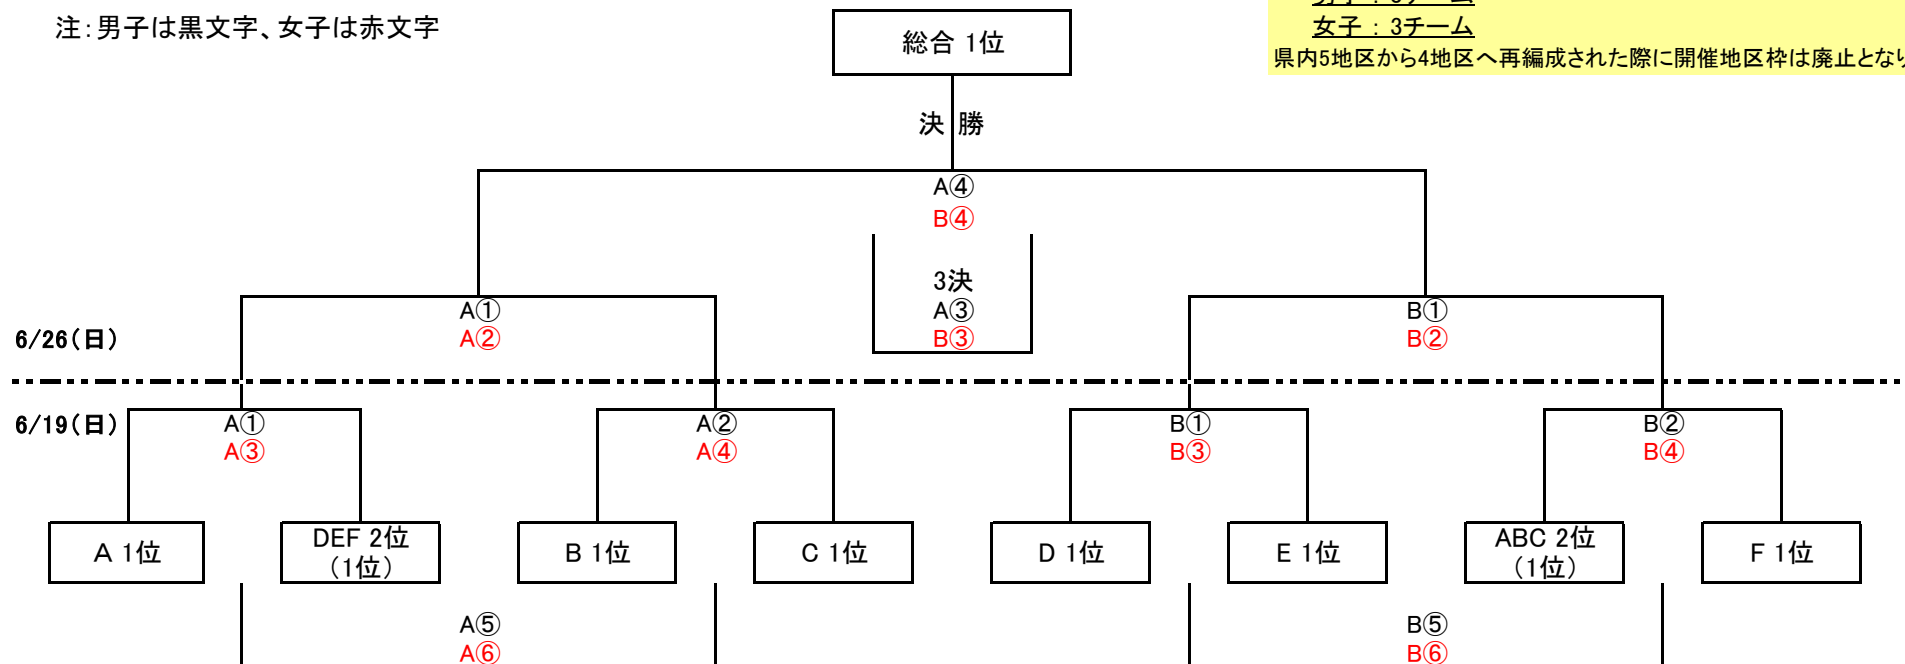 注：男子は黒文字、女子は赤文字
総合 1位
女子 ： 3チーム
県内5地区から4地区へ再編成された際に開催地区枠は廃止となり
決 勝
A④
B④
3決
A③
B③
A①
A②
B①
B②
6/26（日）
6/19（日）
A①
A③
A②
A④
B①
B③
B②
B④
A 1位
DEF 2位
（1位）
B 1位
C 1位
D 1位
E 1位
ABC 2位
（1位）
F 1位
A⑤
A⑥
B⑤
B⑥